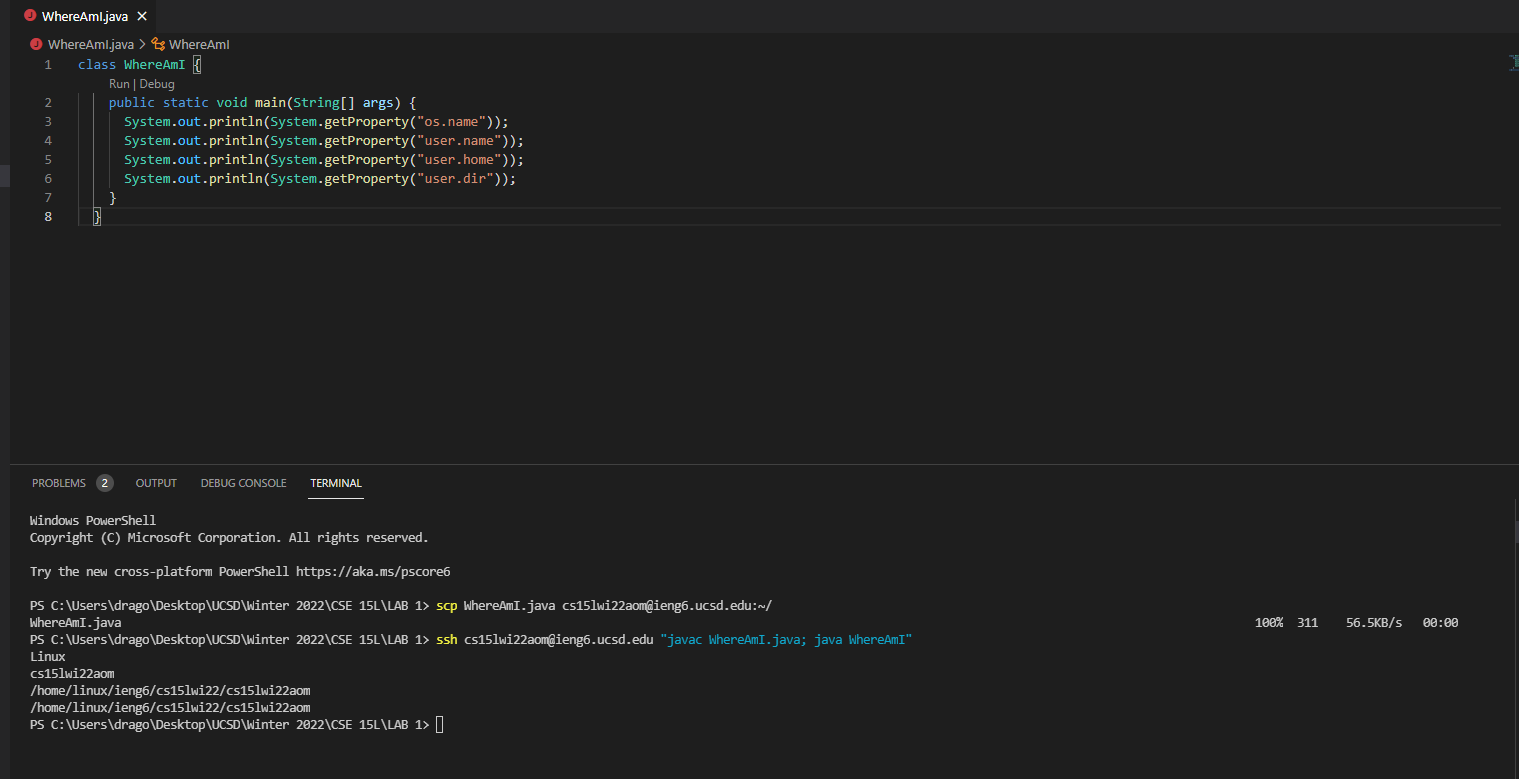 WhereAmI.java
WhereAmI.java > WhereAmI
1 class WhereAmI {
Run | Debug
2 public static void main(String[] args) {
3 System.out.println(System.getProperty("os.name"));
4 System.out.println(System.getProperty("user.name"));
5 System.out.println(System.getProperty("user.home"));
6 System.out.println(System.getProperty("user.dir"));
7 }
8 }
PROBLEMS 2 OUTPUT DEBUG CONSOLE TERMINAL
Windows PowerShell
Copyright (C) Microsoft Corporation. All rights reserved.
Try the new cross-platform PowerShell https://aka.ms/pscore6
PS C:\Users\drago\Desktop\UCSD\Winter 2022\CSE 15L\LAB 1> scp WhereAmI.java cs15lwi22aom@ieng6.ucsd.edu:~/
WhereAmI.java 100% 311 56.5KB/s 00:00
PS C:\Users\drago\Desktop\UCSD\Winter 2022\CSE 15L\LAB 1> ssh cs15lwi22aom@ieng6.ucsd.edu "javac WhereAmI.java; java WhereAmI"
Linux
cs15lwi22aom
/home/linux/ieng6/cs15lwi22/cs15lwi22aom
/home/linux/ieng6/cs15lwi22/cs15lwi22aom
PS C:\Users\drago\Desktop\UCSD\Winter 2022\CSE 15L\LAB 1>